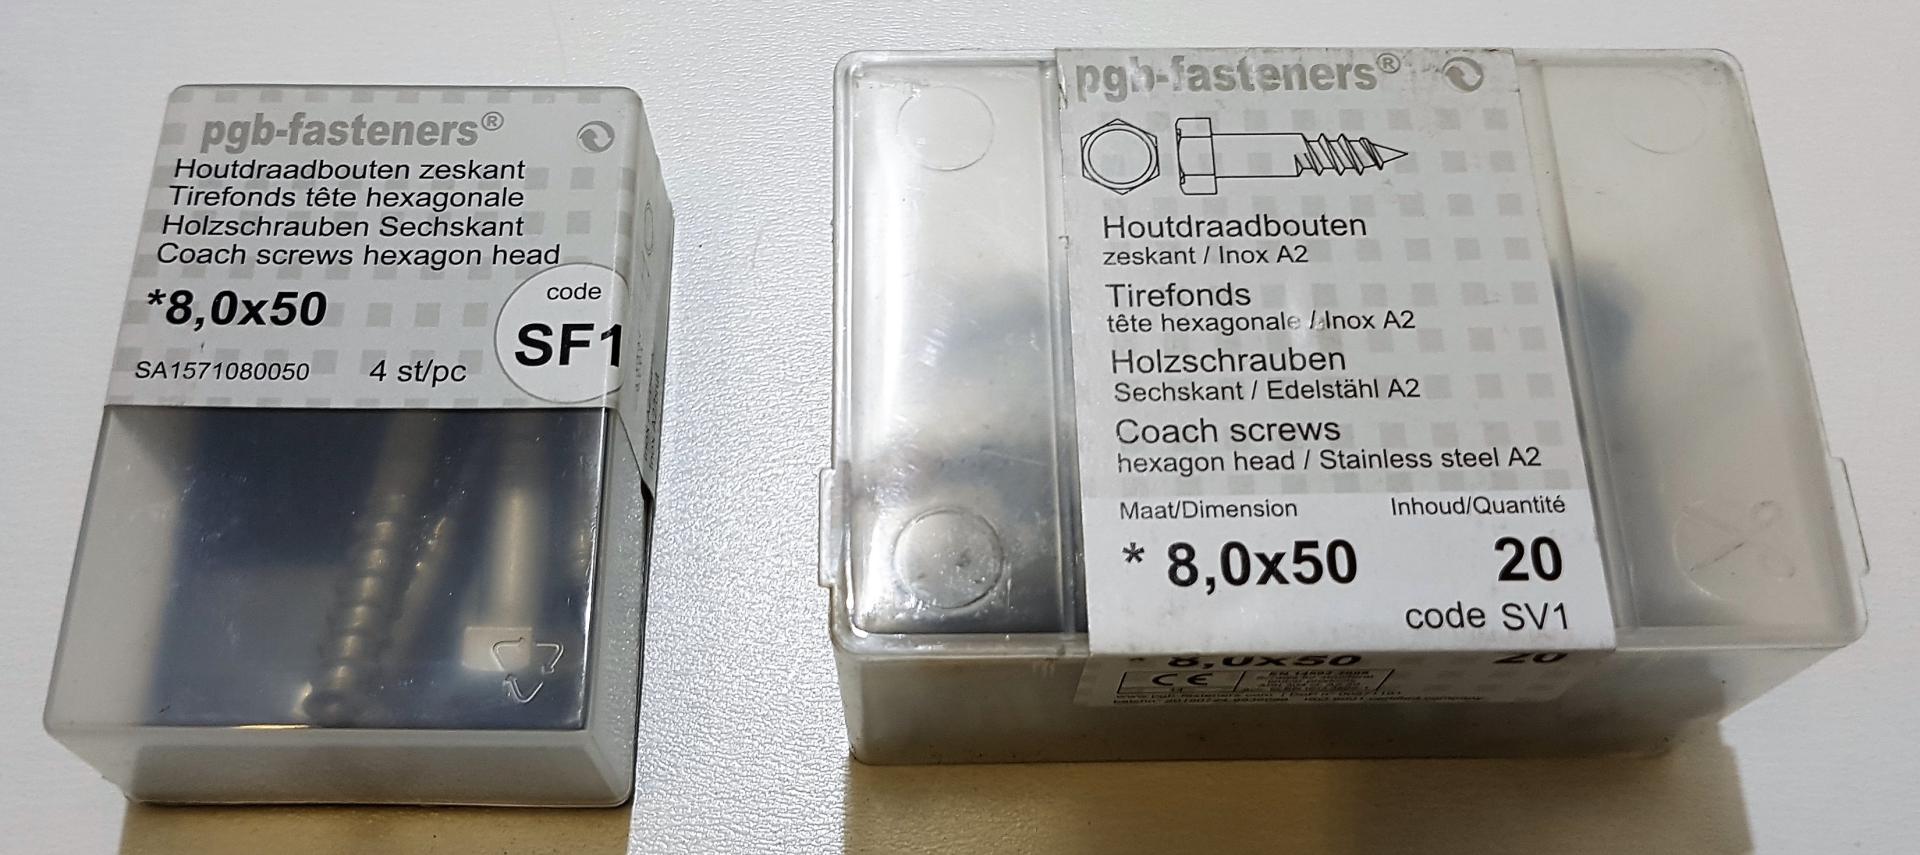 pgb-fasteners®
Houtdraadbouten zeskant
Tirefonds tête hexagonale
Holzschrauben Sechskant
Coach screws hexagon head
*8,0x50
code
SF1
SA1571080050 4 st/pc
pgb-fasteners®
Houtdraadbouten
zeskant / Inox A2
Tirefonds
tête hexagonale / Inox A2
Holzschrauben
Sechskant / Edelstähl A2
Coach screws
hexagon head / Stainless steel A2
Maat/Dimension Inhoud/Quantité
* 8,0x50 20
code SV1
* 8,0x50 20
CE